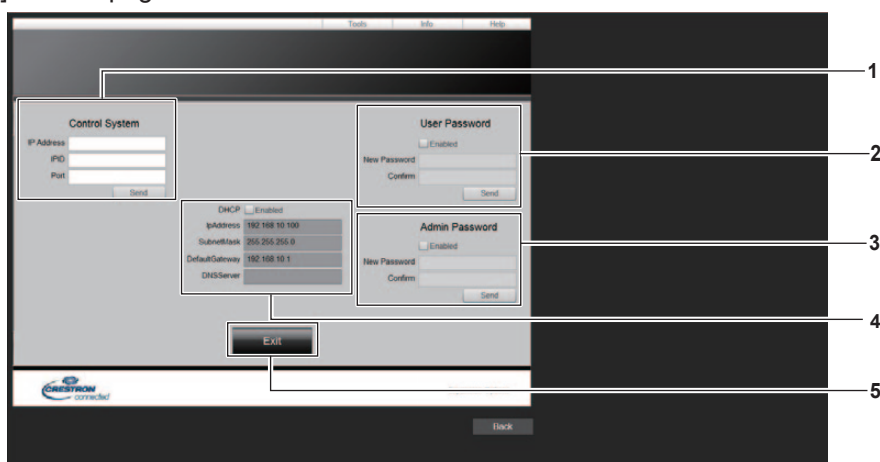 Tools Info Help
1
Control System
IP Address
IPID
Port
Send
User Password
Enabled
New Password
Confirm
Send
2
DHCP Enabled
IpAddress 192.168.10.100
SubnetMask 255.255.255.0
DefaultGateway 192.168.10.1
DNSServer
Admin Password
Enabled
New Password
Confirm
Send
3
4
Exit
CRESTRON
connected
5
Back